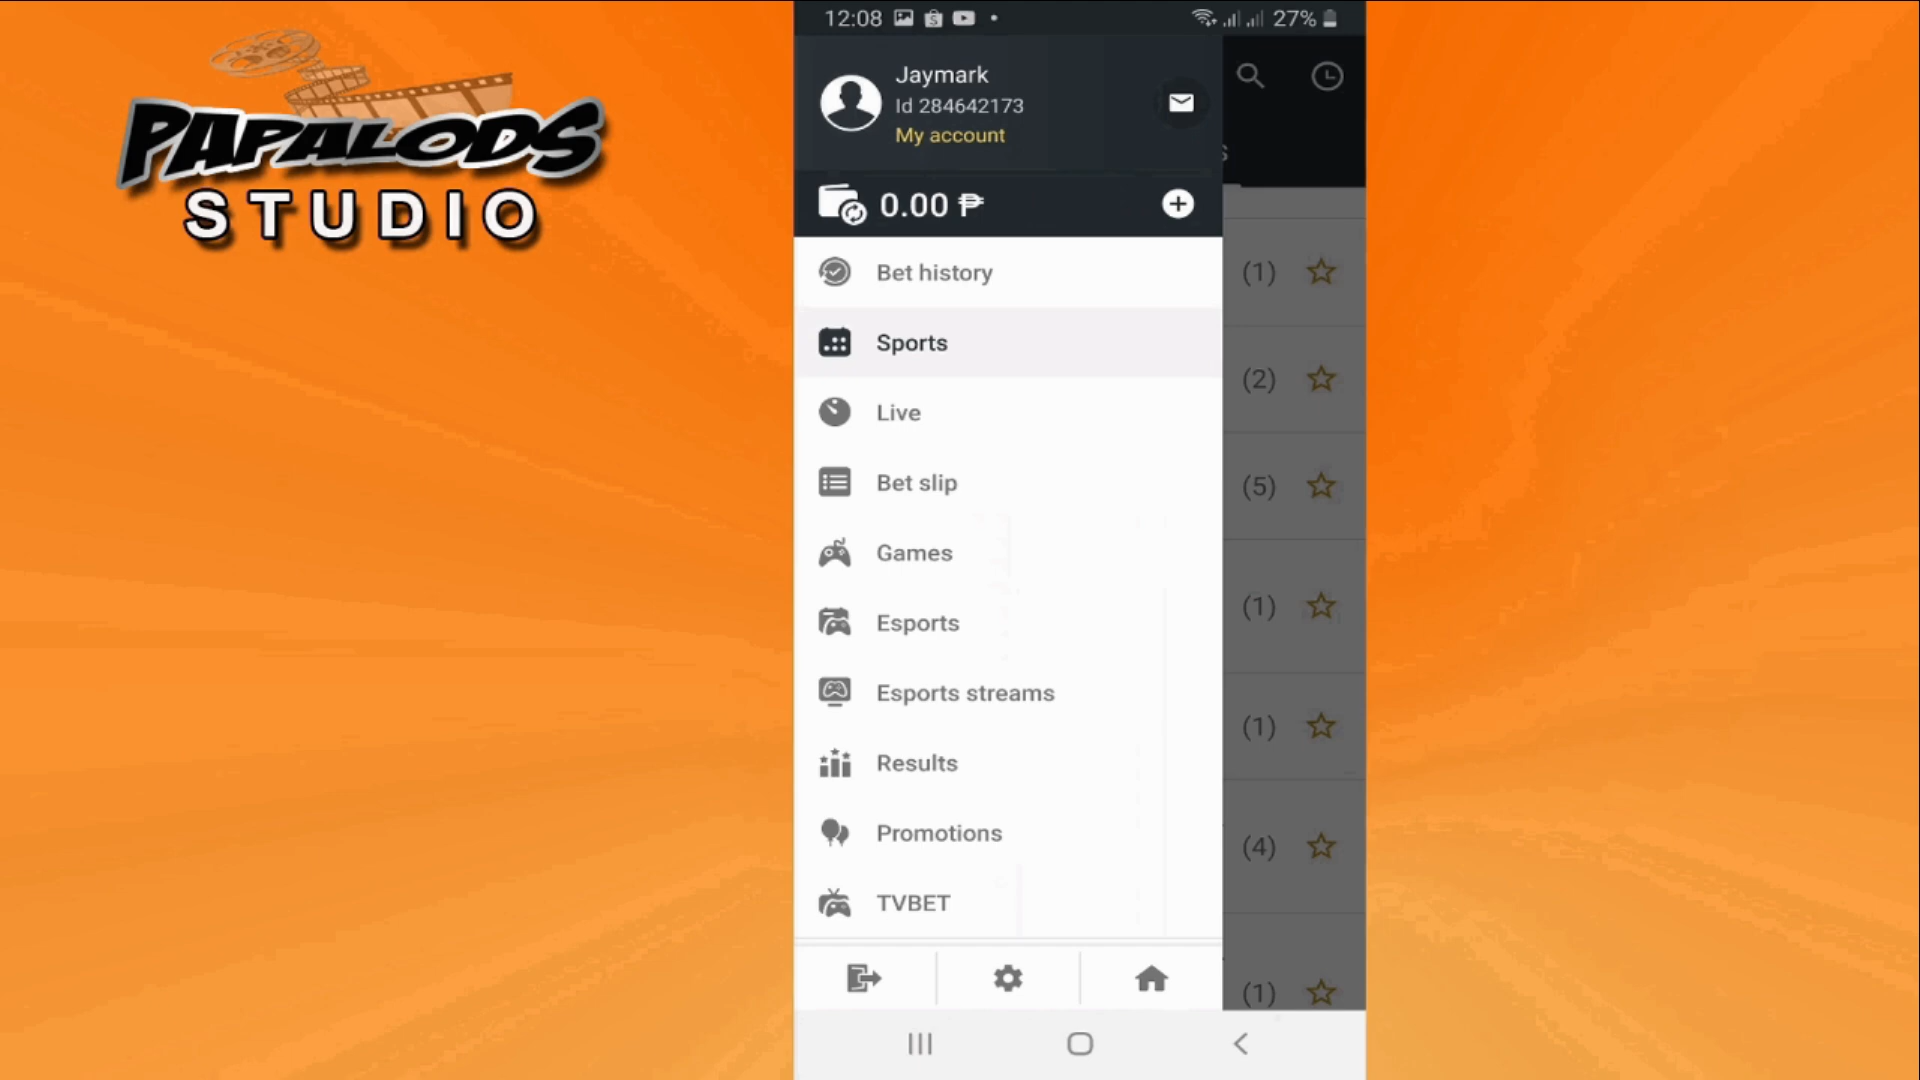 PAPALODS
STUDIO
12:08
27%
Jaymark
Id 284642173
My account
0.00 ₱
Bet history
Sports
Live
Bet slip
Games
Esports
Esports streams
Results
Promotions
TVBET
s
(1)
(2)
(5)
(1)
(1)
(4)
(1)